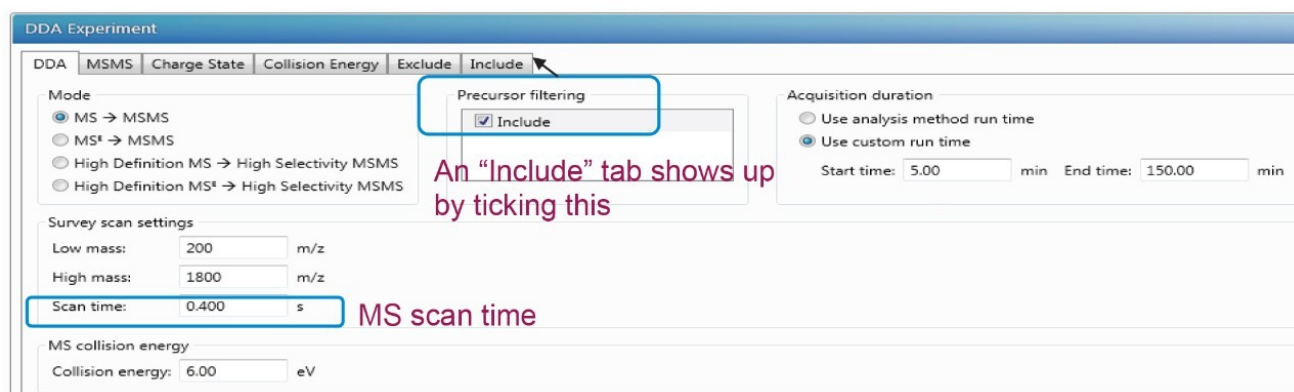 DDA Experiment
DDA MSMS Charge State Collision Energy Exclude Include
Mode
MS → MSMS
MSᴱ → MSMS
High Definition MS → High Selectivity MSMS
High Definition MSᴱ → High Selectivity MSMS
Precursor filtering
Include
An “Include” tab shows up
by ticking this
Acquisition duration
Use analysis method run time
Use custom run time
Start time: 5.00 min End time: 150.00 min
Survey scan settings
Low mass: 200 m/z
High mass: 1800 m/z
Scan time: 0.400 s
MS scan time
MS collision energy
Collision energy: 6.00 eV